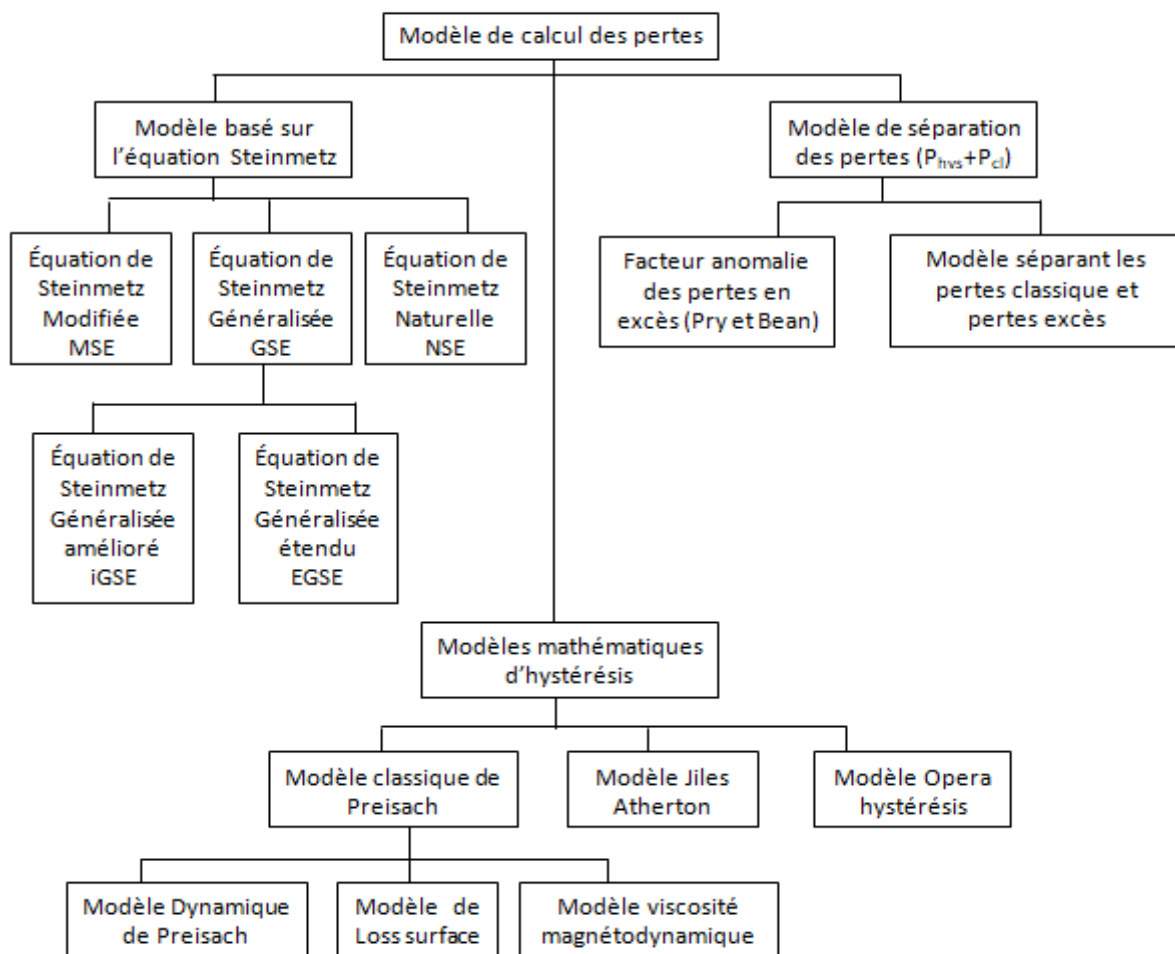 Modèle de calcul des pertes
Modèle basé sur
l'équation Steinmetz
Modèle de séparation
des pertes (Phvs+Pcl)
Équation de
Steinmetz
Modifiée
MSE
Équation de
Steinmetz
Généralisée
GSE
Équation de
Steinmetz
Naturelle
NSE
Facteur anomalie
des pertes en
excès (Pry et Bean)
Modèle séparant les
pertes classique et
pertes excès
Équation de
Steinmetz
Généralisée
amélioré
iGSE
Équation de
Steinmetz
Généralisée
étendu
EGSE
Modèles mathématiques
d'hystérésis
Modèle classique de
Preisach
Modèle Jiles
Atherton
Modèle Opera
hystérésis
Modèle Dynamique
de Preisach
Modèle de
Loss surface
Modèle viscosité
magnétodynamique